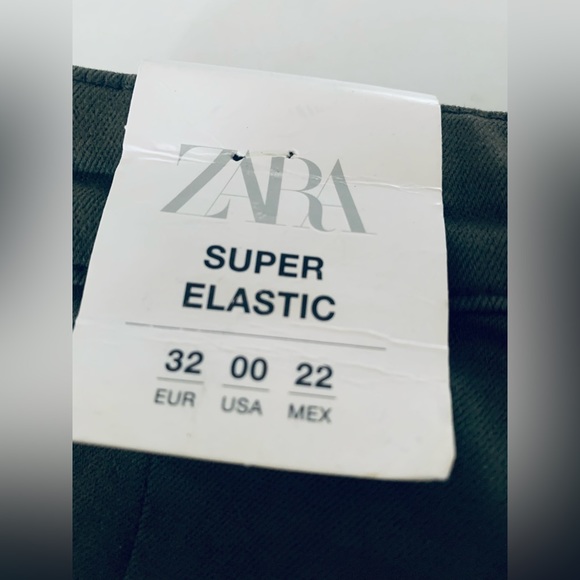 ZARA
SUPER
ELASTIC
32 00 22
EUR USA MEX